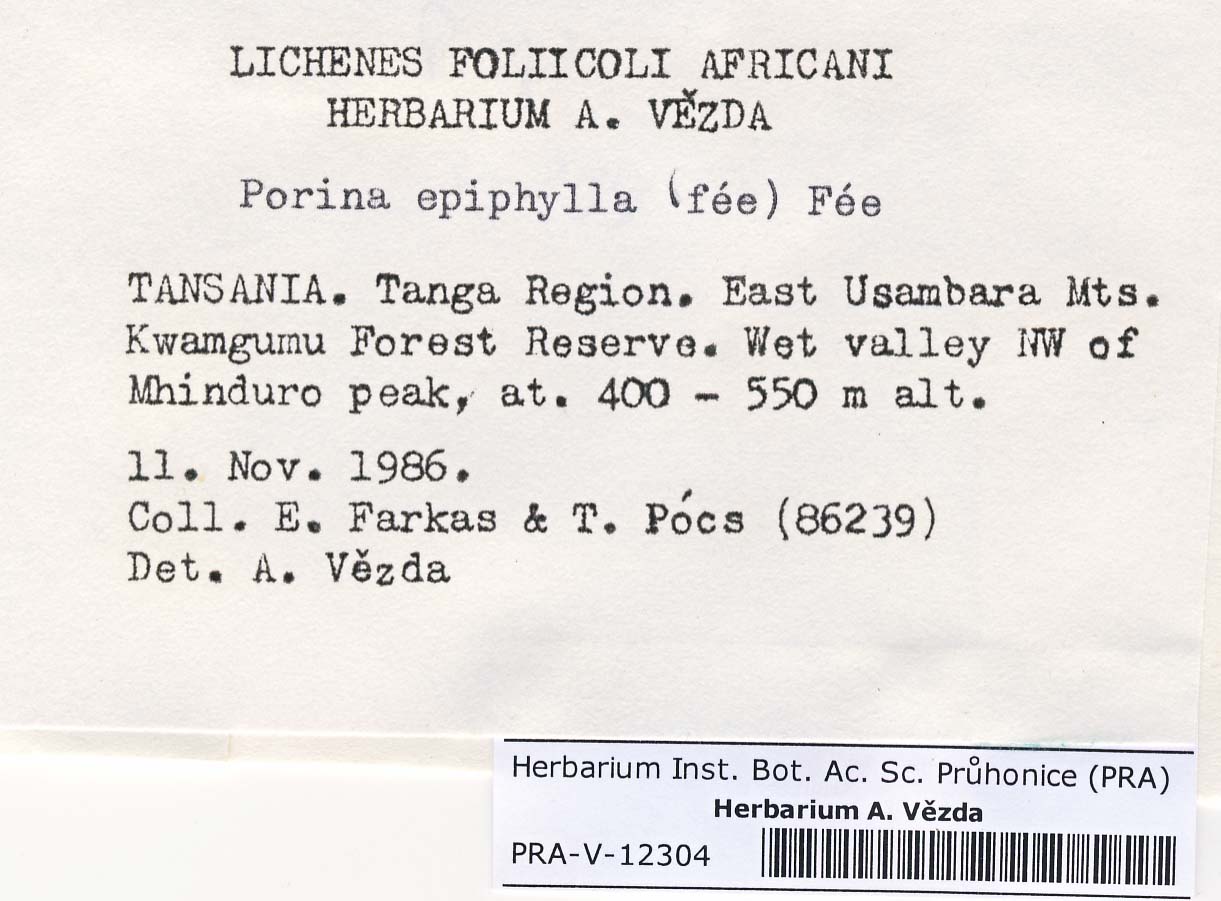 LICHENES FOLIICOLI AFRICANI
HERBARIUM A. VĚZDA
Porina epiphylla (fée) Fée
TANSANIA. Tanga Region. East Usambara Mts.
Kwamgumu Forest Reserve. Wet valley NW of
Mhinduro peak, at. 400 - 550 m alt.
11. Nov. 1986.
Coll. E. Farkas & T. Pócs (86239)
Det. A. Vězda
Herbarium Inst. Bot. Ac. Sc. Průhonice (PRA)
Herbarium A. Vězda
PRA-V-12304